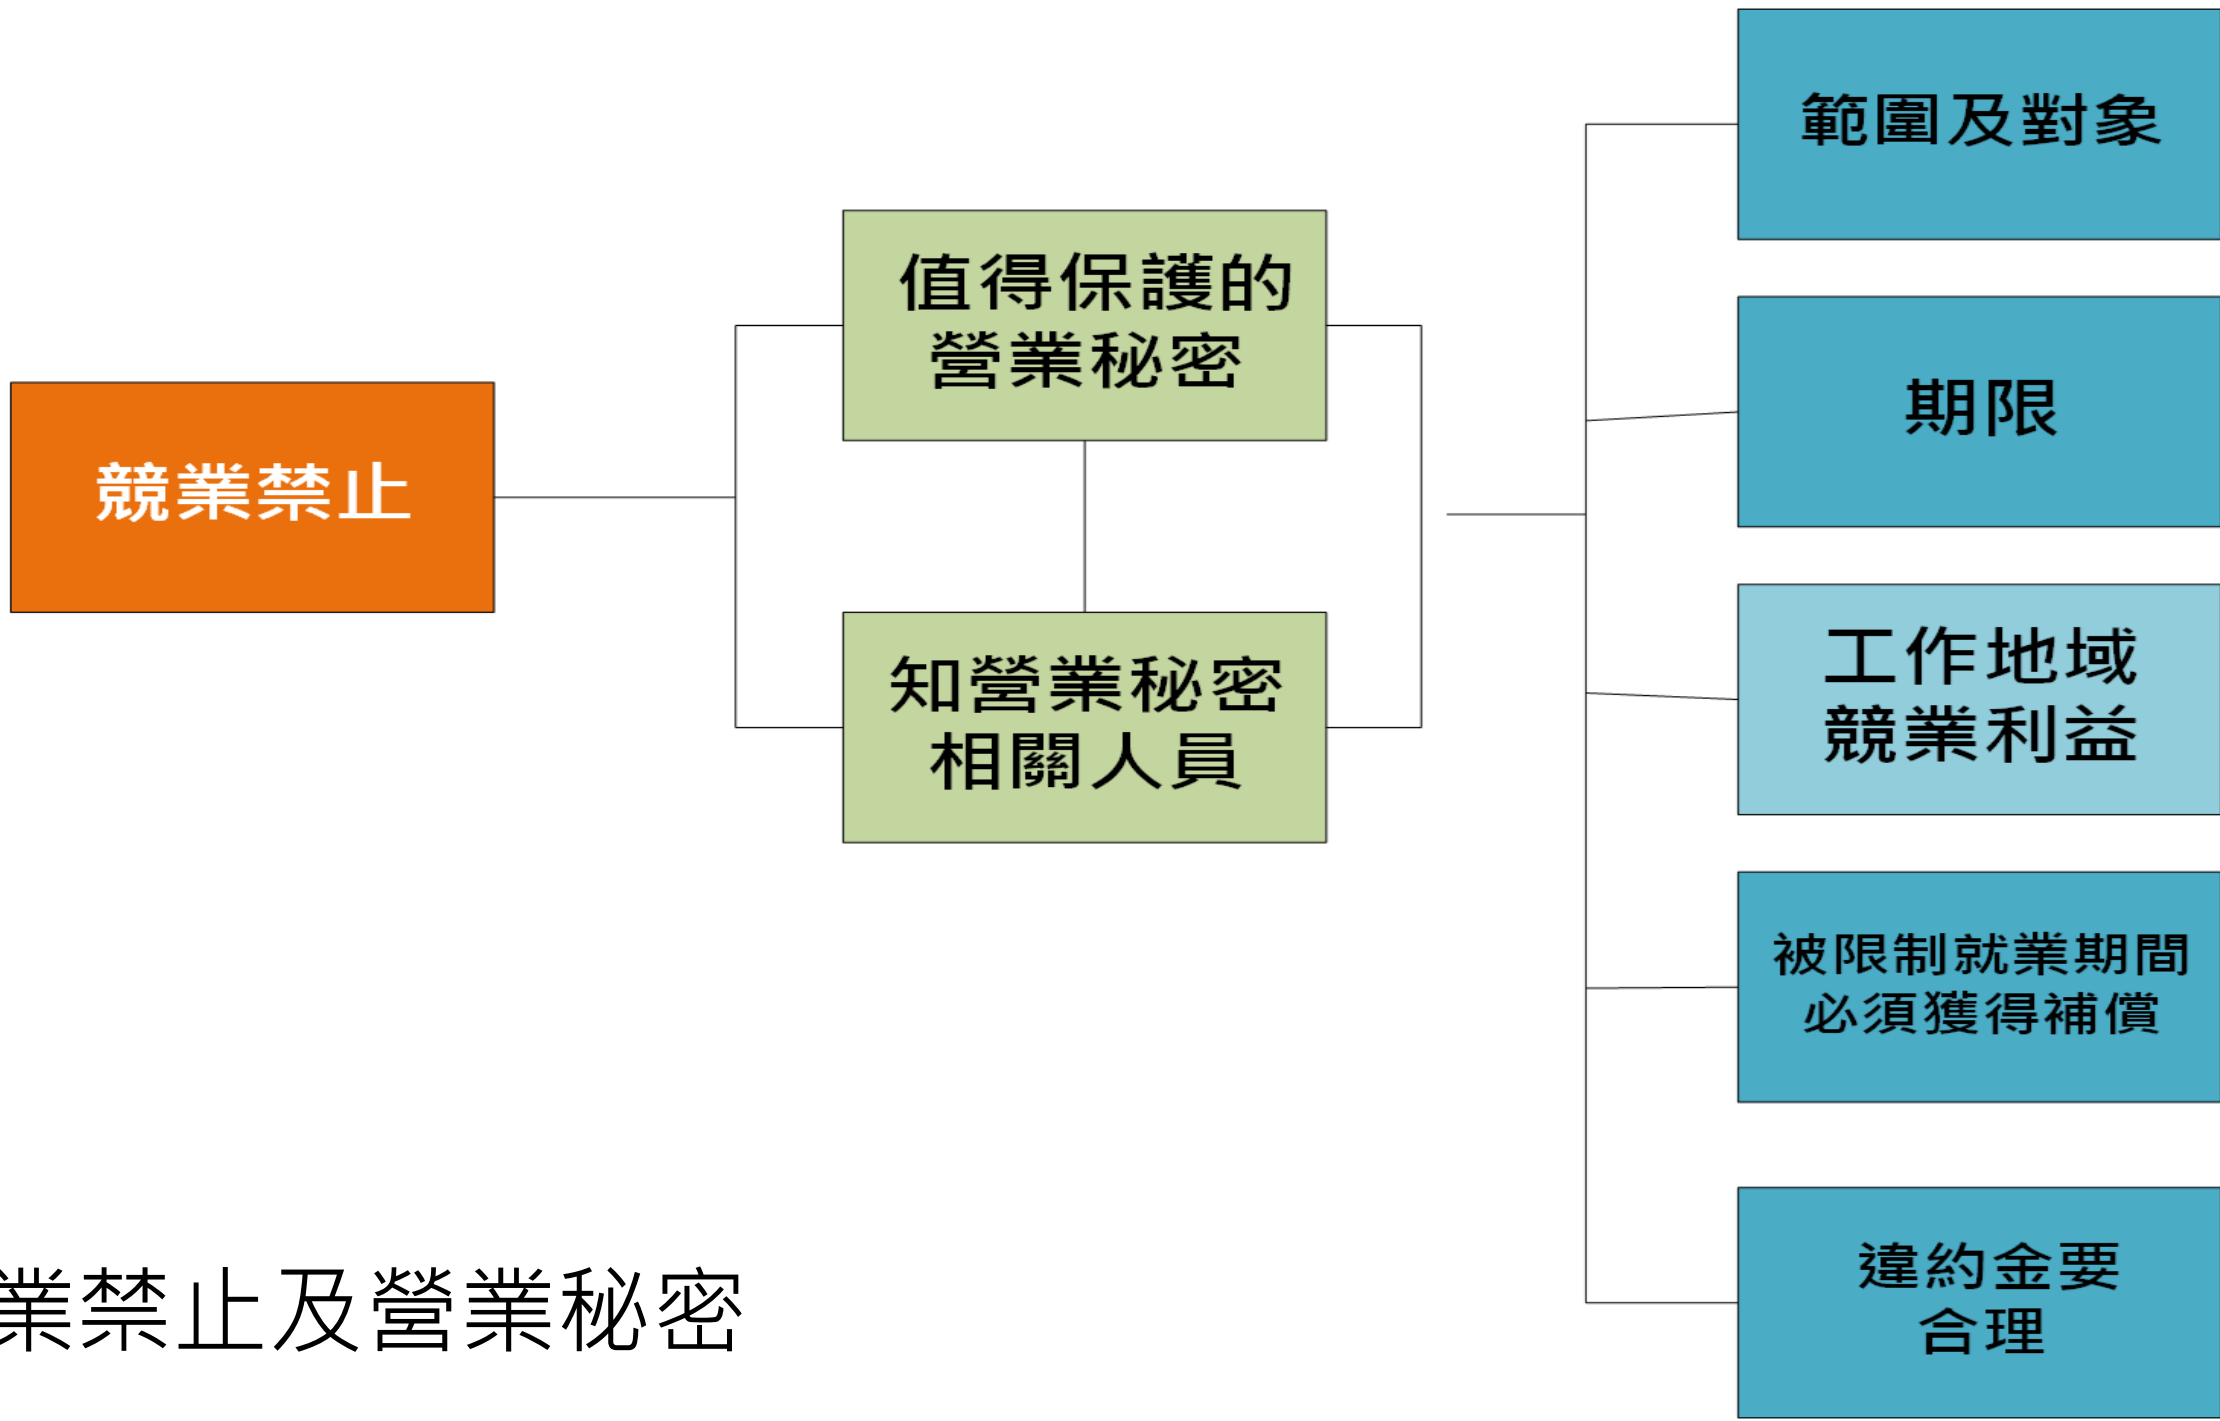 競業禁止
值得保護的
營業秘密
知營業秘密
相關人員
範圍及對象
期限
工作地域
競業利益
被限制就業期間
必須獲得補償
違約金要
合理
業禁止及營業秘密